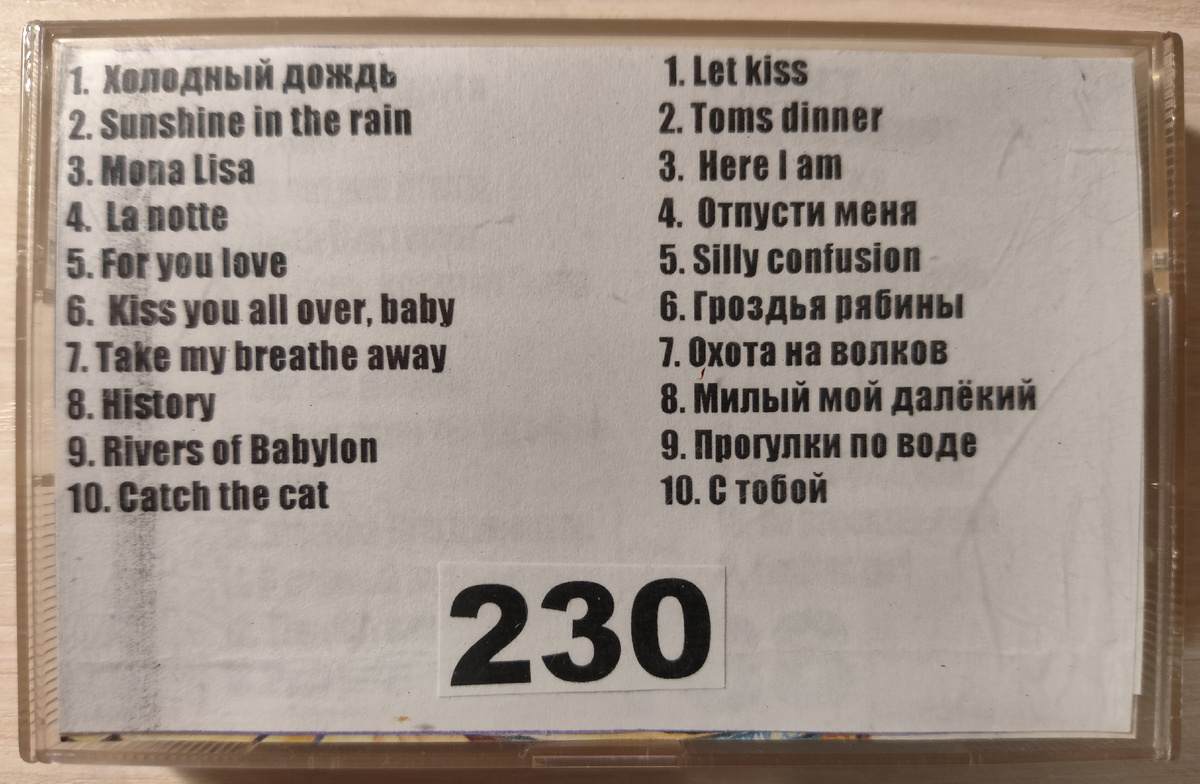 1. Холодный дождь
2. Sunshine in the rain
3. Mona Lisa
4. La notte
5. For you love
6. Kiss you all over, baby
7. Take my breathe away
8. History
9. Rivers of Babylon
10. Catch the cat
1. Let kiss
2. Toms dinner
3. Here I am
4. Отпусти меня
5. Silly confusion
6. Гроздья рябины
7. Охота на волков
8. Милый мой далёкий
9. Прогулки по воде
10. С тобой
230